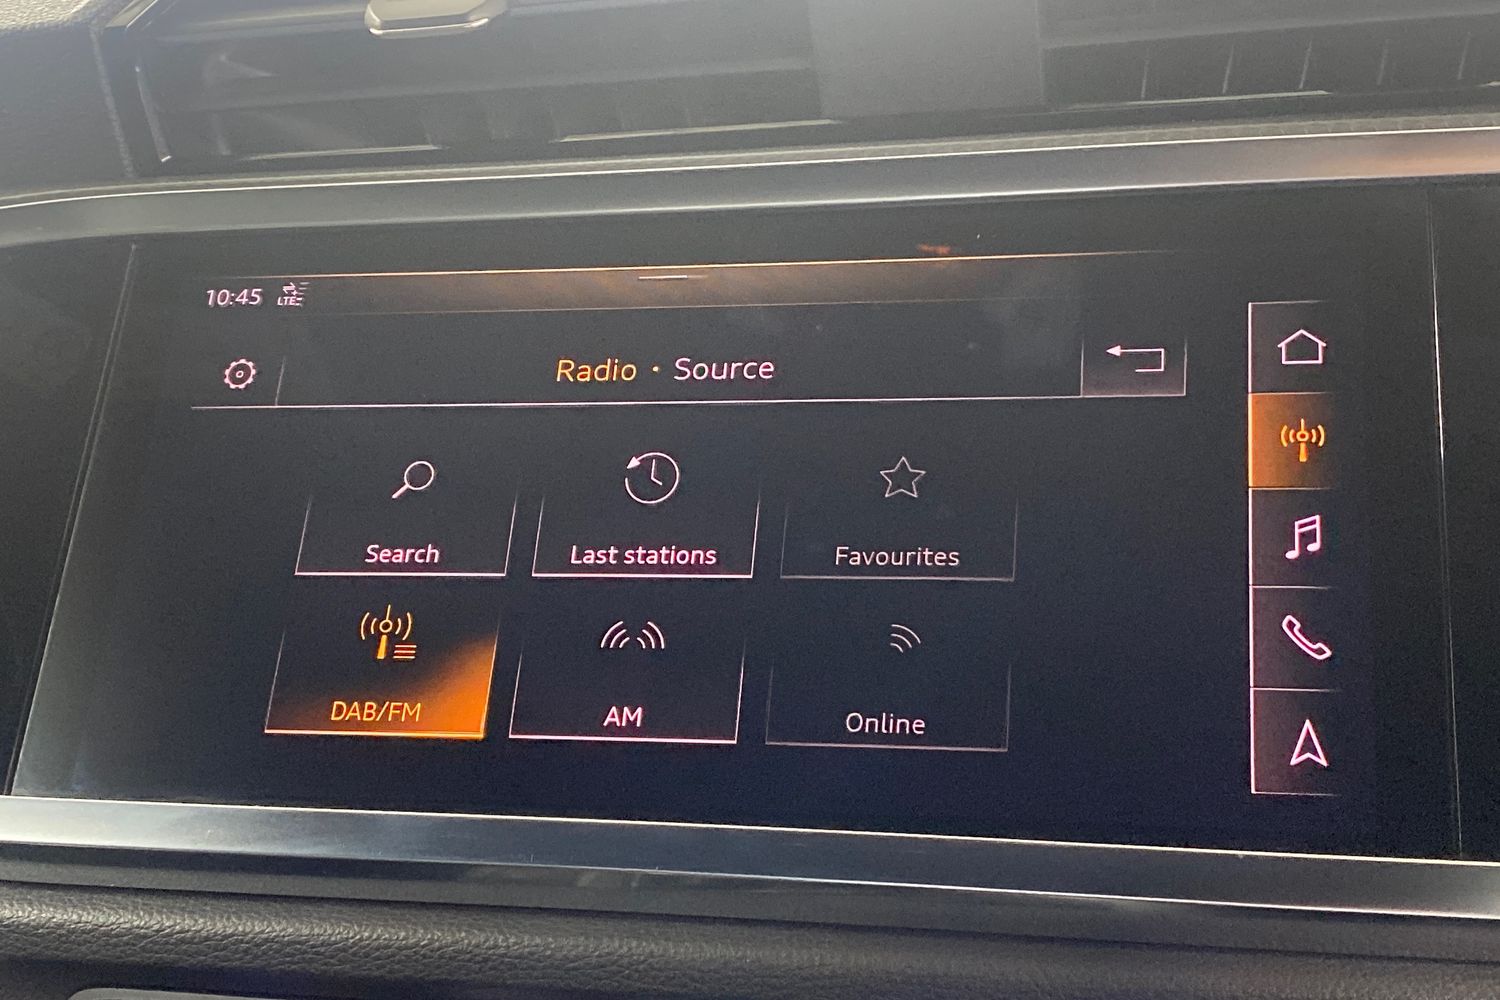 10:45 LTE
Radio · Source
Search Last stations Favourites
DAB/FM AM Online